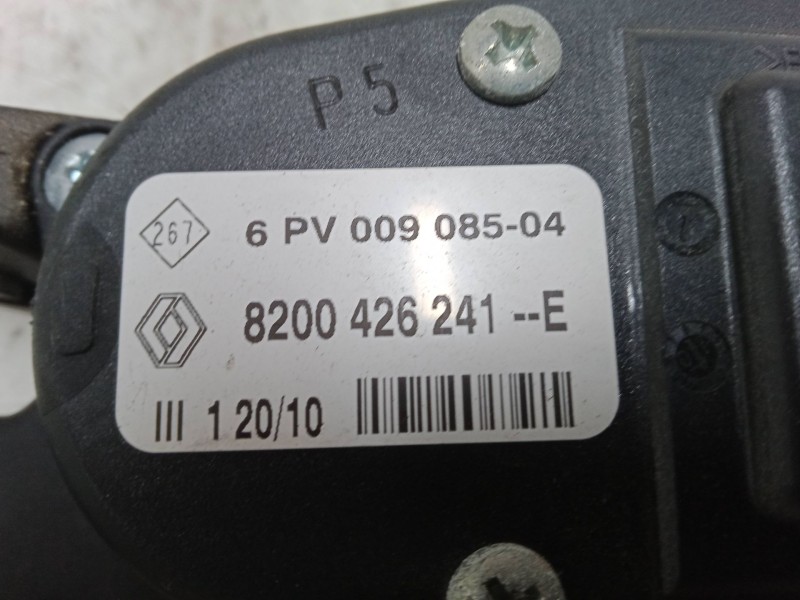 P5
267
6 PV 009 085-04
8200 426 241 --E
III 1 20/10